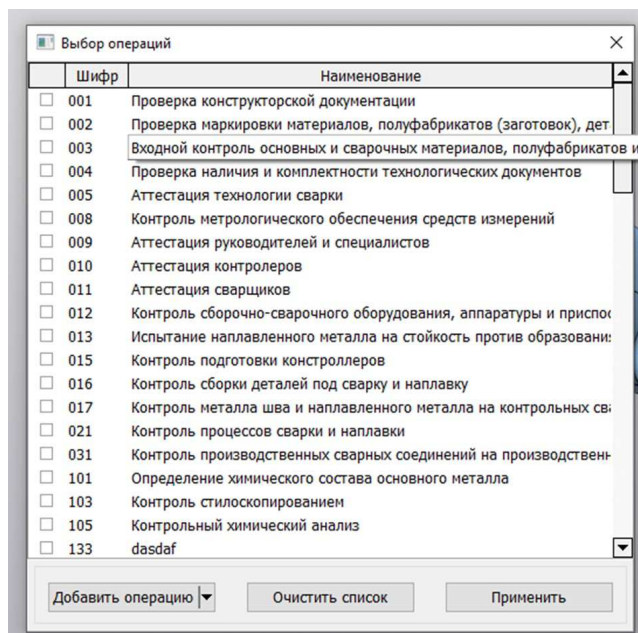 Выбор операций
Шифр Наименование
001 Проверка конструкторской документации
002 Проверка маркировки материалов, полуфабрикатов (заготовок), дет
003 Входной контроль основных и сварочных материалов, полуфабрикатов и
004 Проверка наличия и комплектности технологических документов
005 Аттестация технологии сварки
008 Контроль метрологического обеспечения средств измерений
009 Аттестация руководителей и специалистов
010 Аттестация контролеров
011 Аттестация сварщиков
012 Контроль сборочно-сварочного оборудования, аппаратуры и приспос
013 Испытание наплавленного металла на стойкость против образовани
015 Контроль подготовки констроллеров
016 Контроль сборки деталей под сварку и наплавку
017 Контроль металла шва и наплавленного металла на контрольных сва
021 Контроль процессов сварки и наплавки
031 Контроль производственных сварных соединений на производственн
101 Определение химического состава основного металла
103 Контроль стилоскопированием
105 Контрольный химический анализ
133 dasdaf
Добавить операцию Очистить список Применить